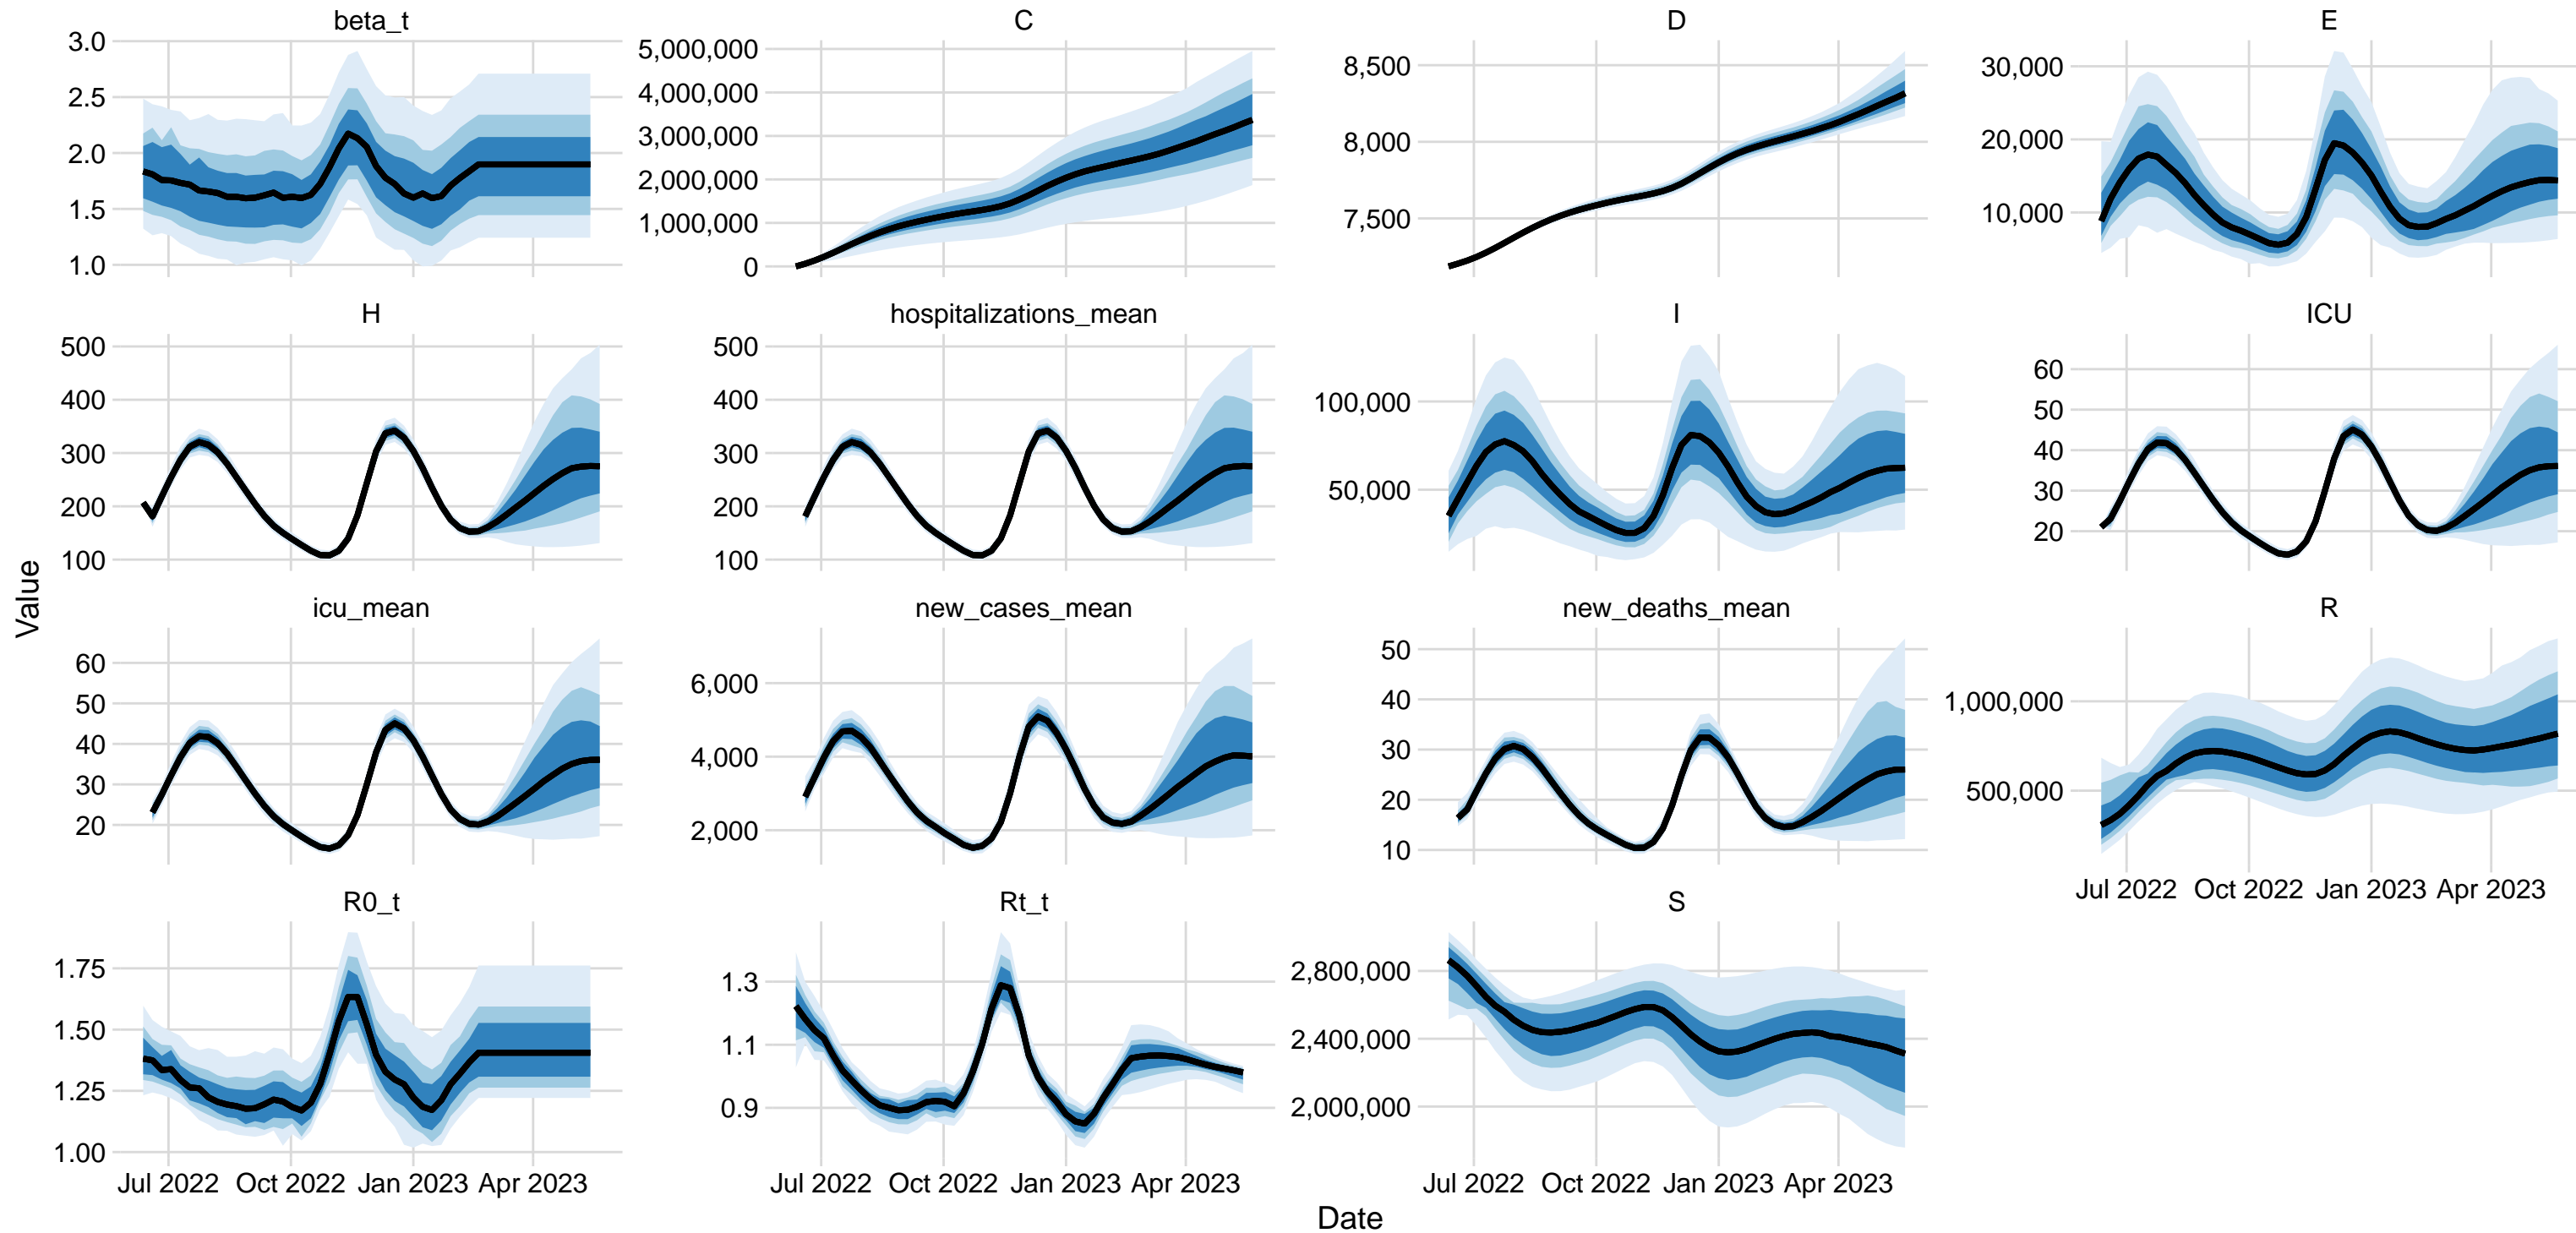 beta_t
C
D
E
3.0
2.5
2.0
1.5
1.0
5,000,000
4,000,000
3,000,000
2,000,000
1,000,000
0
8,500
8,000
7,500
30,000
20,000
10,000
H
hospitalizations_mean
I
ICU
500
400
300
200
100
500
400
300
200
100
100,000
50,000
60
50
40
30
20
Value
icu_mean
new_cases_mean
new_deaths_mean
R
60
50
40
30
20
6,000
4,000
2,000
50
40
30
20
10
1,000,000
500,000
Jul 2022 Oct 2022 Jan 2023 Apr 2023
R0_t
Rt_t
S
1.75
1.50
1.25
1.00
1.3
1.1
0.9
2,800,000
2,400,000
2,000,000
Jul 2022 Oct 2022 Jan 2023 Apr 2023
Jul 2022 Oct 2022 Jan 2023 Apr 2023
Jul 2022 Oct 2022 Jan 2023 Apr 2023
Date